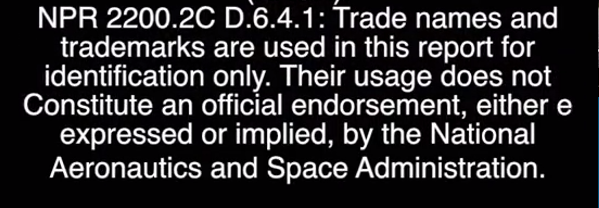 NPR 2200.2C D.6.4.1: Trade names and
trademarks are used in this report for
identification only. Their usage does not
Constitute an official endorsement, either e
expressed or implied, by the National
Aeronautics and Space Administration.